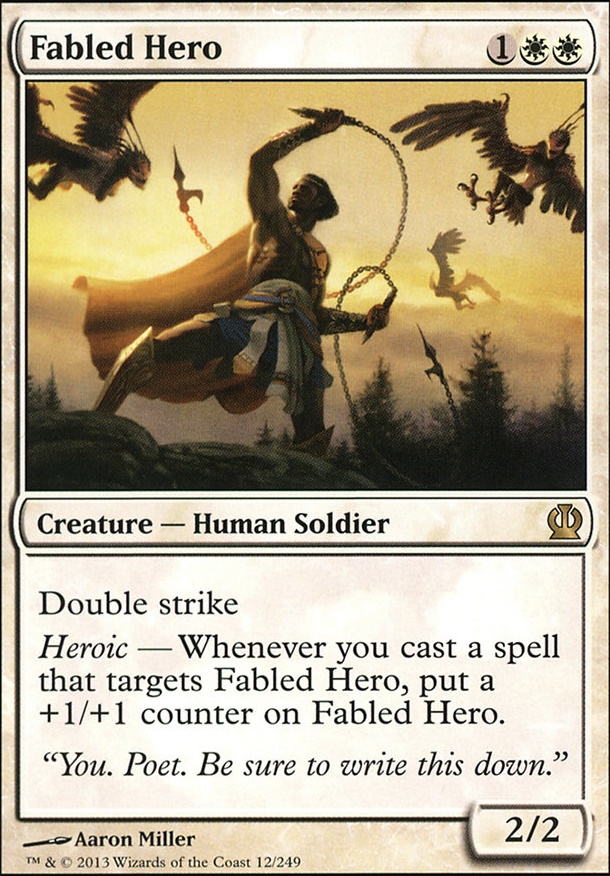 Fabled Hero 1
Creature — Human Soldier
Double strike
Heroic — Whenever you cast a spell
that targets Fabled Hero, put a
+1/+1 counter on Fabled Hero.
“You. Poet. Be sure to write this down.”
2/2
Aaron Miller
™ & © 2013 Wizards of the Coast 12/249